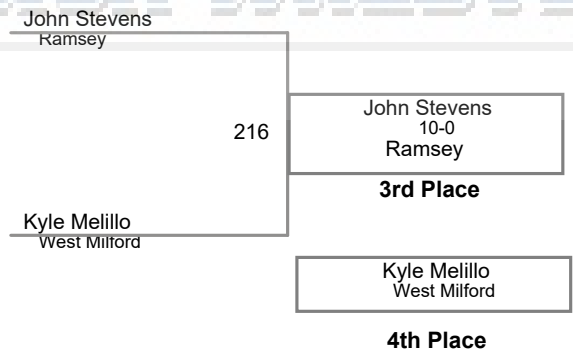 John Stevens
Ramsey
216
John Stevens
10-0
Ramsey
3rd Place
Kyle Melillo
West Milford
Kyle Melillo
West Milford
4th Place